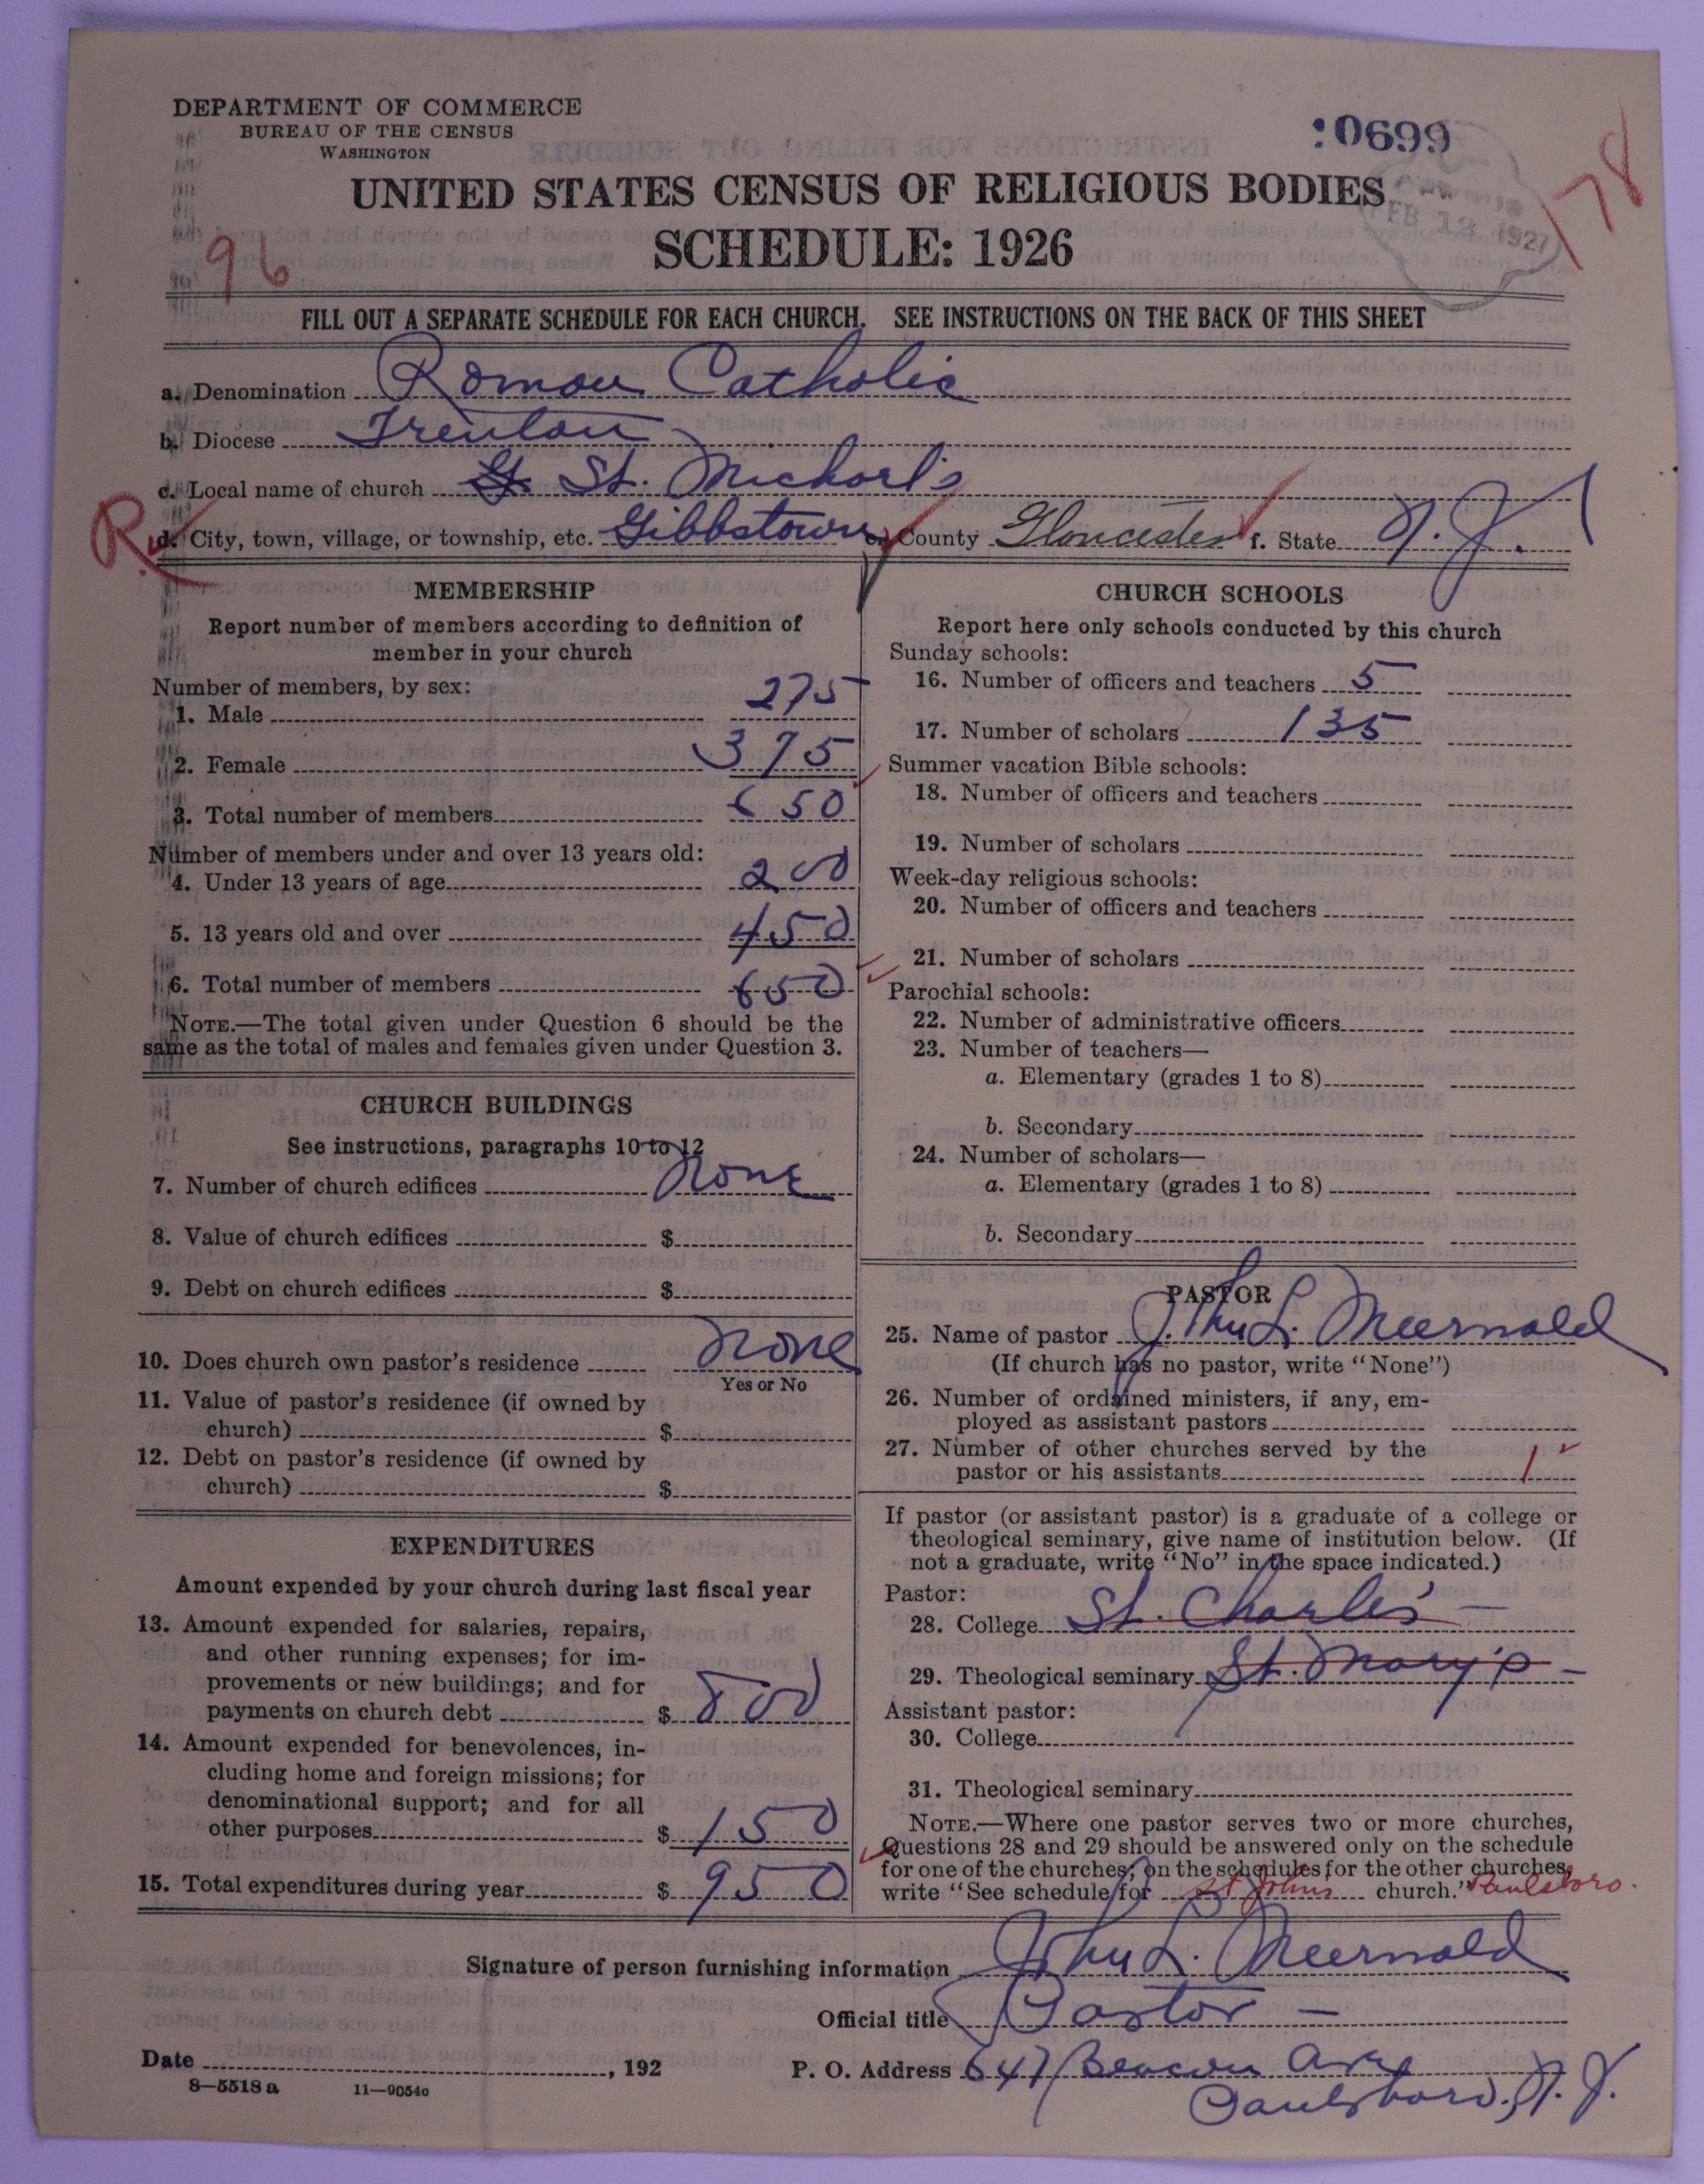 DEPARTMENT OF COMMERCE
BUREAU OF THE CENSUS
WASHINGTON
:0699
178
UNITED STATES CENSUS OF RELIGIOUS BODIES
FEB 12 1927
SCHEDULE: 1926
96
FILL OUT A SEPARATE SCHEDULE FOR EACH CHURCH. SEE INSTRUCTIONS ON THE BACK OF THIS SHEET
a. Denomination Roman Catholic
b. Diocese Trenton
c. Local name of church St. Michael's
R d. City, town, village, or township, etc. Gibbstown e. County Gloucester f. State N.J.
MEMBERSHIP
Report number of members according to definition of
member in your church
Number of members, by sex:
1. Male 275
2. Female 375
3. Total number of members 650
Number of members under and over 13 years old:
4. Under 13 years of age 200
5. 13 years old and over 450
6. Total number of members 650
NOTE.—The total given under Question 6 should be the
same as the total of males and females given under Question 3.
CHURCH BUILDINGS
See instructions, paragraphs 10 to 12
7. Number of church edifices None
8. Value of church edifices $
9. Debt on church edifices $
10. Does church own pastor's residence None
Yes or No
11. Value of pastor's residence (if owned by
church) $
12. Debt on pastor's residence (if owned by
church) $
EXPENDITURES
Amount expended by your church during last fiscal year
13. Amount expended for salaries, repairs,
and other running expenses; for im-
provements or new buildings; and for
payments on church debt $ 800
14. Amount expended for benevolences, in-
cluding home and foreign missions; for
denominational support; and for all
other purposes $ 150
15. Total expenditures during year $ 950
CHURCH SCHOOLS
Report here only schools conducted by this church
Sunday schools:
16. Number of officers and teachers 5
17. Number of scholars 135
Summer vacation Bible schools:
18. Number of officers and teachers
19. Number of scholars
Week-day religious schools:
20. Number of officers and teachers
21. Number of scholars
Parochial schools:
22. Number of administrative officers
23. Number of teachers—
a. Elementary (grades 1 to 8)
b. Secondary
24. Number of scholars—
a. Elementary (grades 1 to 8)
b. Secondary
PASTOR
25. Name of pastor Jhn L. Meernold
(If church has no pastor, write "None")
26. Number of ordained ministers, if any, em-
ployed as assistant pastors
27. Number of other churches served by the
pastor or his assistants 1
If pastor (or assistant pastor) is a graduate of a college or
theological seminary, give name of institution below. (If
not a graduate, write "No" in the space indicated.)
Pastor:
28. College St. Charles -
29. Theological seminary St. Mary's -
Assistant pastor:
30. College
31. Theological seminary
NOTE.—Where one pastor serves two or more churches,
Questions 28 and 29 should be answered only on the schedule
for one of the churches; on the schedules for the other churches,
write "See schedule for St John's church." Paulsboro.
Signature of person furnishing information Jhn L. Meernold
Official title Pastor -
Date , 192
P. O. Address 647 Beacon Ave
Paulsboro, N.J.
8—5518 a 11—9054a